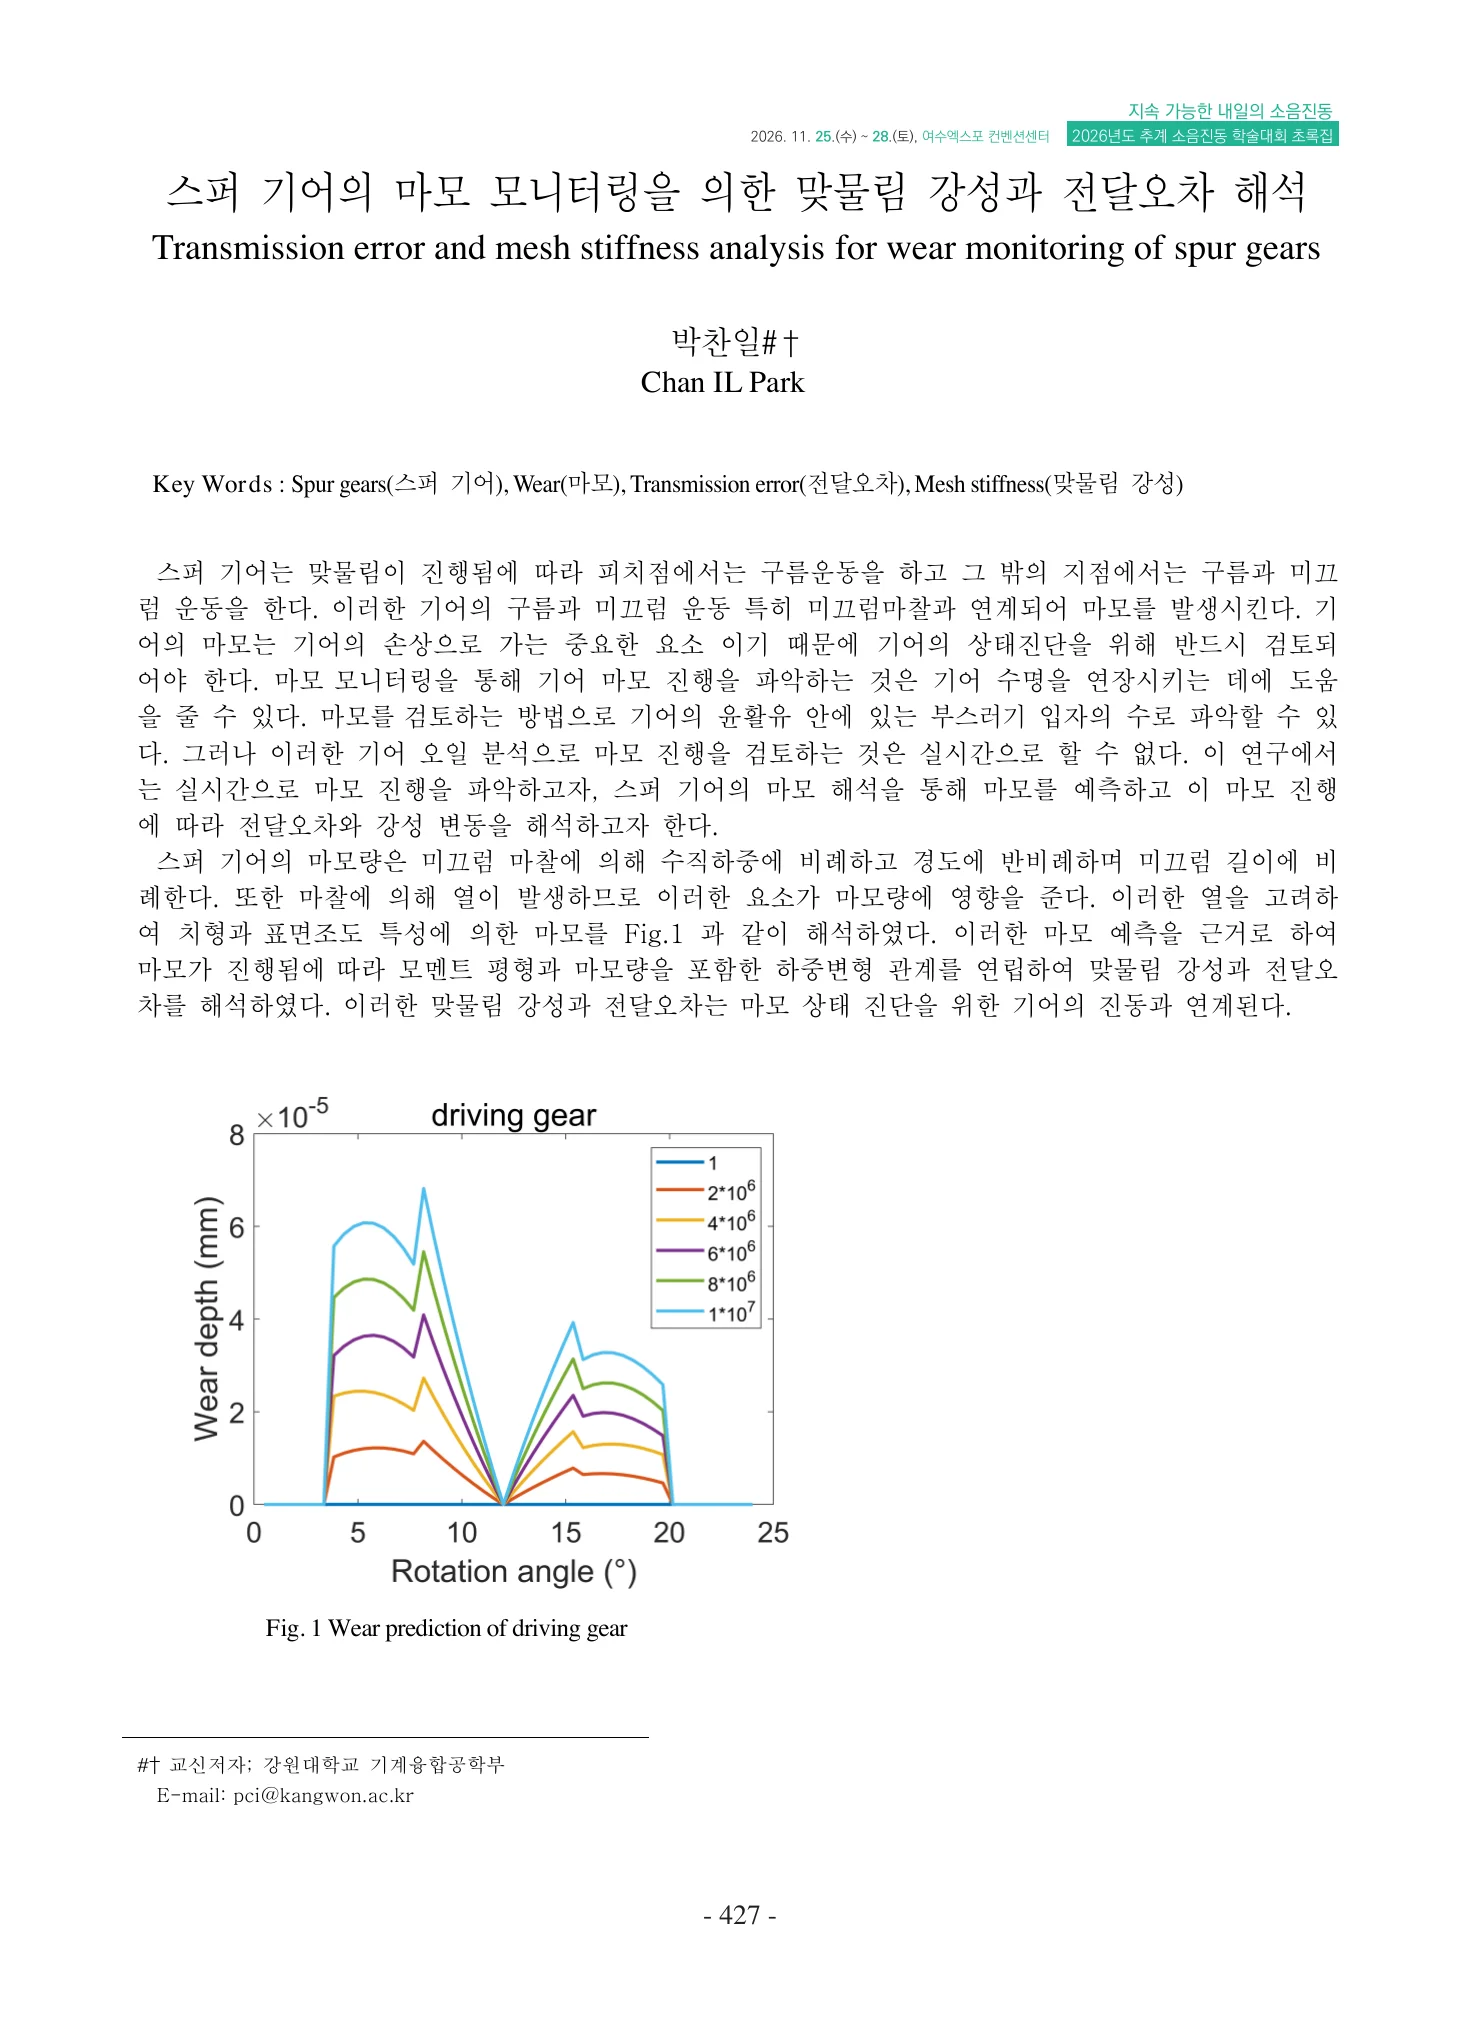 지속 가능한 내일의 소음진동
2026. 11. 25.(수) ~ 28.(토), 여수엑스포 컨벤션센터 2026년도 추계 소음진동 학술대회 초록집
스퍼 기어의 마모 모니터링을 의한 맞물림 강성과 전달오차 해석
Transmission error and mesh stiffness analysis for wear monitoring of spur gears
박찬일#†
Chan IL Park
Key Words : Spur gears(스퍼 기어), Wear(마모), Transmission error(전달오차), Mesh stiffness(맞물림 강성)
스퍼 기어는 맞물림이 진행됨에 따라 피치점에서는 구름운동을 하고 그 밖의 지점에서는 구름과 미끄
럼 운동을 한다. 이러한 기어의 구름과 미끄럼 운동 특히 미끄럼마찰과 연계되어 마모를 발생시킨다. 기
어의 마모는 기어의 손상으로 가는 중요한 요소 이기 때문에 기어의 상태진단을 위해 반드시 검토되
어야 한다. 마모 모니터링을 통해 기어 마모 진행을 파악하는 것은 기어 수명을 연장시키는 데에 도움
을 줄 수 있다. 마모를 검토하는 방법으로 기어의 윤활유 안에 있는 부스러기 입자의 수로 파악할 수 있
다. 그러나 이러한 기어 오일 분석으로 마모 진행을 검토하는 것은 실시간으로 할 수 없다. 이 연구에서
는 실시간으로 마모 진행을 파악하고자, 스퍼 기어의 마모 해석을 통해 마모를 예측하고 이 마모 진행
에 따라 전달오차와 강성 변동을 해석하고자 한다.
스퍼 기어의 마모량은 미끄럼 마찰에 의해 수직하중에 비례하고 경도에 반비례하며 미끄럼 길이에 비
례한다. 또한 마찰에 의해 열이 발생하므로 이러한 요소가 마모량에 영향을 준다. 이러한 열을 고려하
여 치형과 표면조도 특성에 의한 마모를 Fig.1 과 같이 해석하였다. 이러한 마모 예측을 근거로 하여
마모가 진행됨에 따라 모멘트 평형과 마모량을 포함한 하중변형 관계를 연립하여 맞물림 강성과 전달오
차를 해석하였다. 이러한 맞물림 강성과 전달오차는 마모 상태 진단을 위한 기어의 진동과 연계된다.
×10-5 driving gear
8
6
4
2
0
Wear depth (mm)
1
2*10^6
4*10^6
6*10^6
8*10^6
1*10^7
0 5 10 15 20 25
Rotation angle (°)
Fig. 1 Wear prediction of driving gear
#† 교신저자; 강원대학교 기계융합공학부
E-mail: pci@kangwon.ac.kr
- 427 -